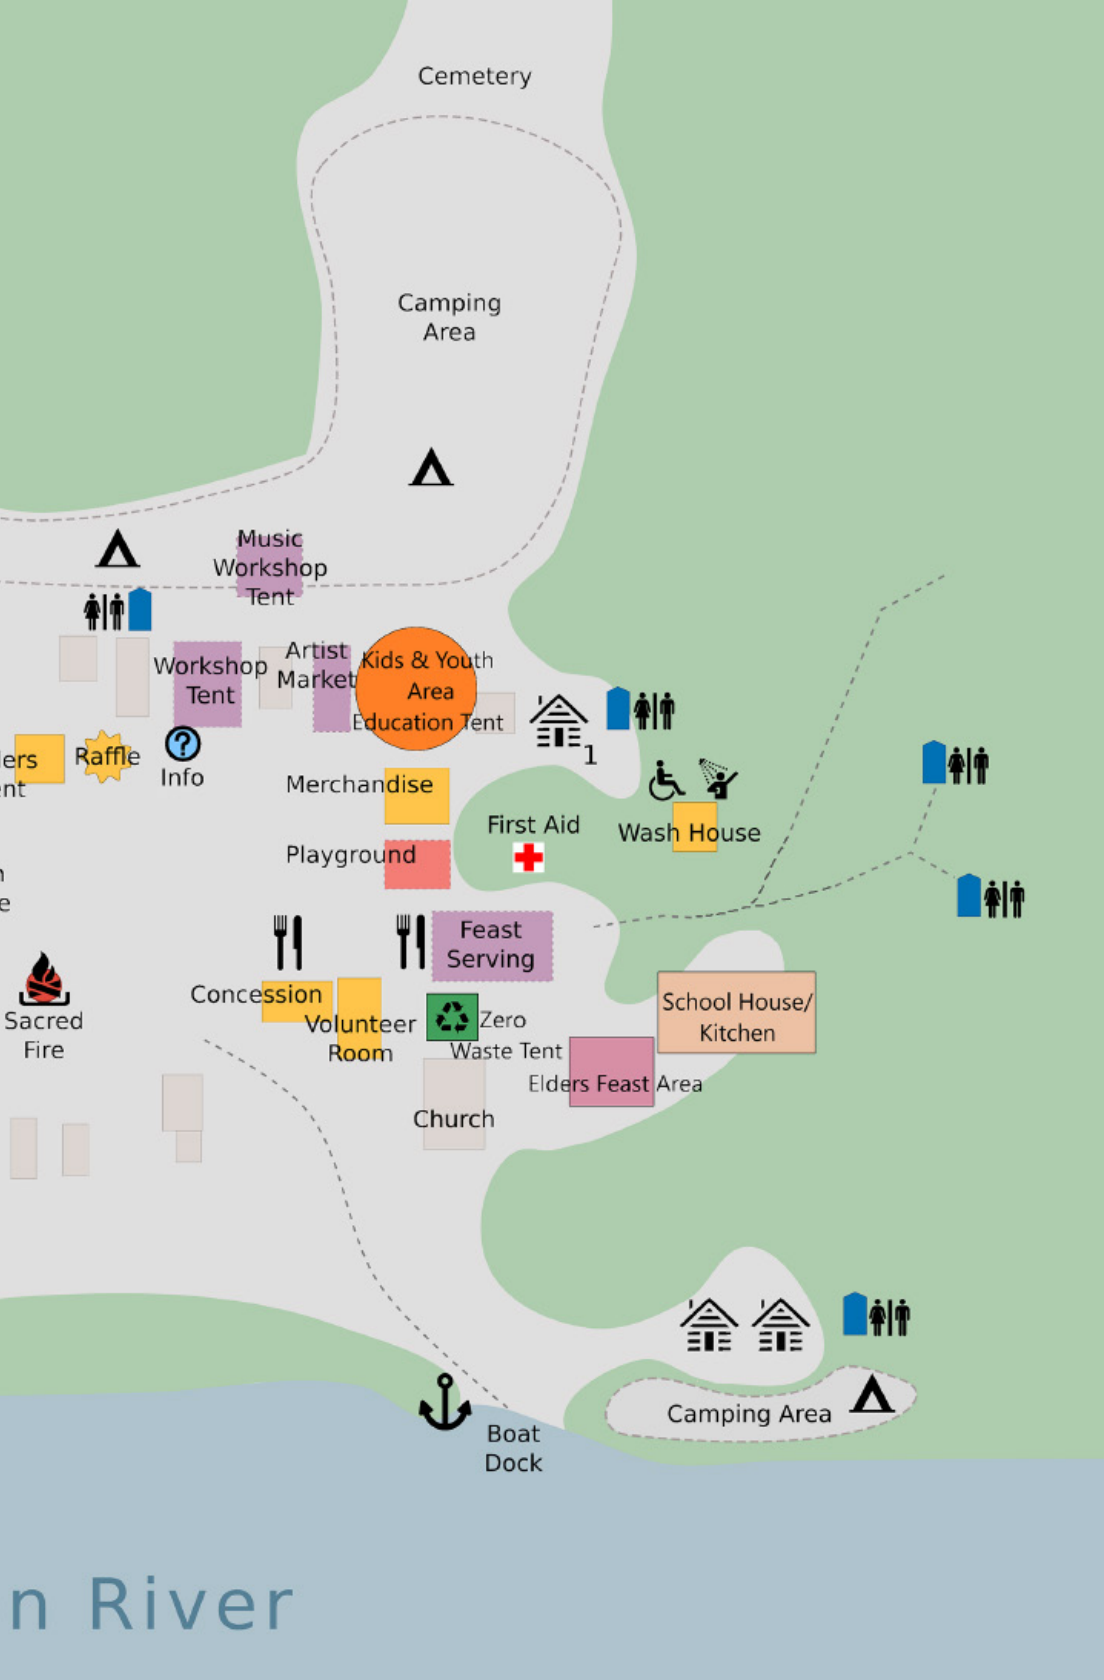 Cemetery
Camping
Area
Music
Workshop
Tent
Workshop
Tent
Artist
Market
Kids & Youth
Area
Education Tent
1
Raffle
?
Info
Merchandise
First Aid
Wash House
Playground
Feast
Serving
Sacred
Fire
Concession
Volunteer
Room
Zero
Waste Tent
School House/
Kitchen
Elders Feast Area
Church
Camping Area
Boat
Dock
n River